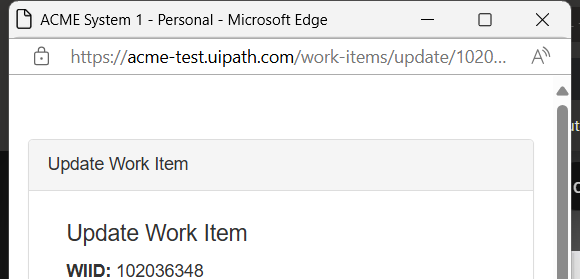 ACME System 1 - Personal - Microsoft Edge
https://acme-test.uipath.com/work-items/update/1020...
Update Work Item
Update Work Item
WIID: 102036348